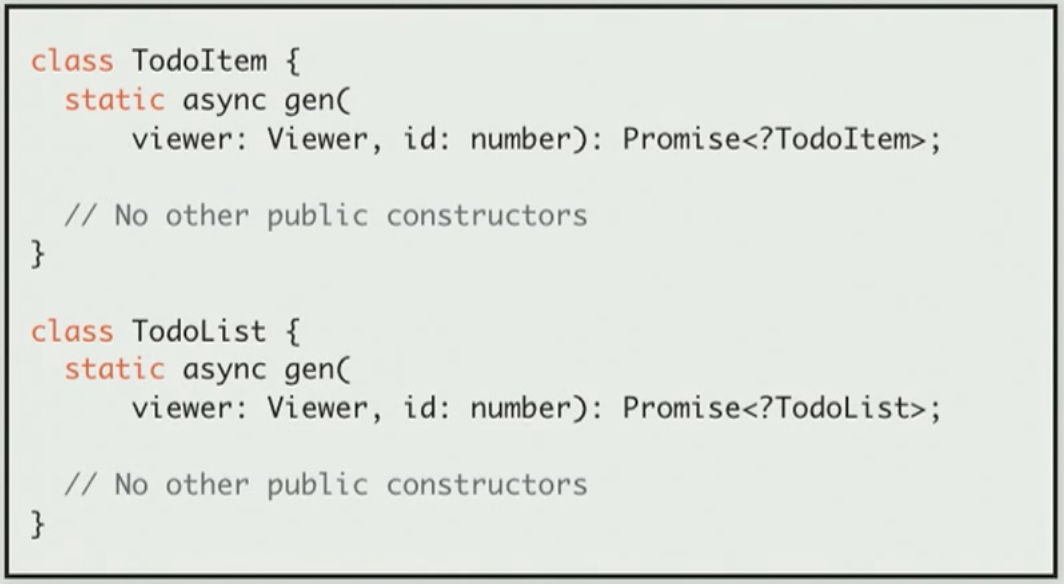 class TodoItem {
  static async gen(
      viewer: Viewer, id: number): Promise<?TodoItem>;

  // No other public constructors
}

class TodoList {
  static async gen(
      viewer: Viewer, id: number): Promise<?TodoList>;

  // No other public constructors
}